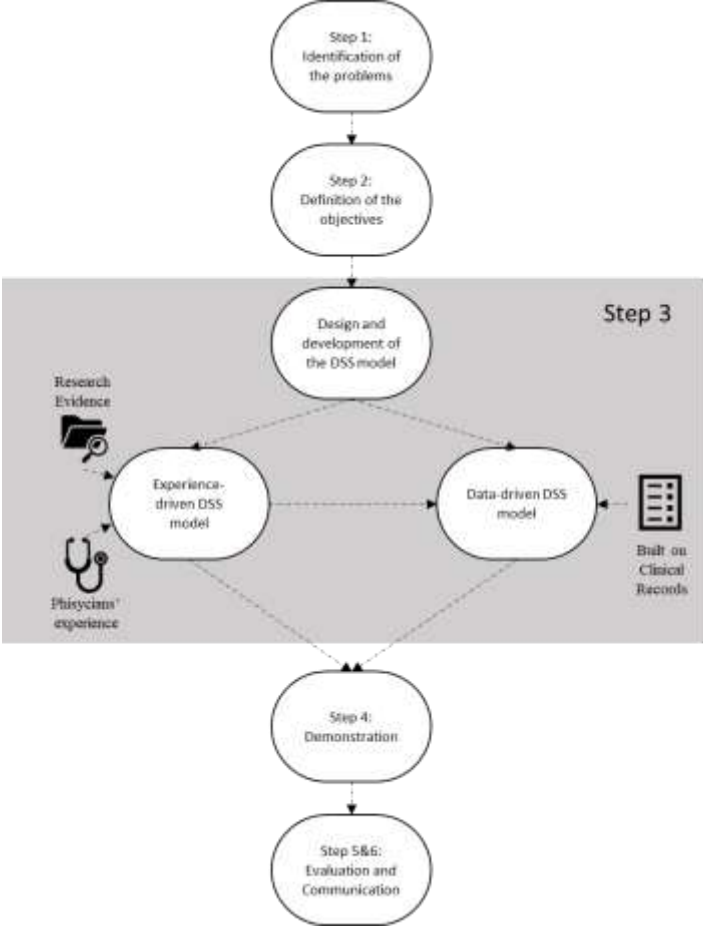 Step 1:
Identification of
the problems
Step 2:
Definition of the
objectives
Step 3
Design and
development of
the DSS model
Research
Evidence
Experience-
driven DSS
model
Data-driven DSS
model
Phisycians'
experience
Built on
Clinical
Records
Step 4:
Demonstration
Step 5&6:
Evaluation and
Communication